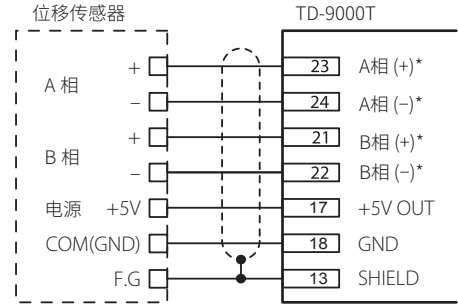 位移传感器 TD-9000T
A 相 + 23 A相 (+)*
– 24 A相 (–)*
B 相 + 21 B相 (+)*
– 22 B相 (–)*
电源 +5V 17 +5V OUT
COM(GND) 18 GND
F.G 13 SHIELD